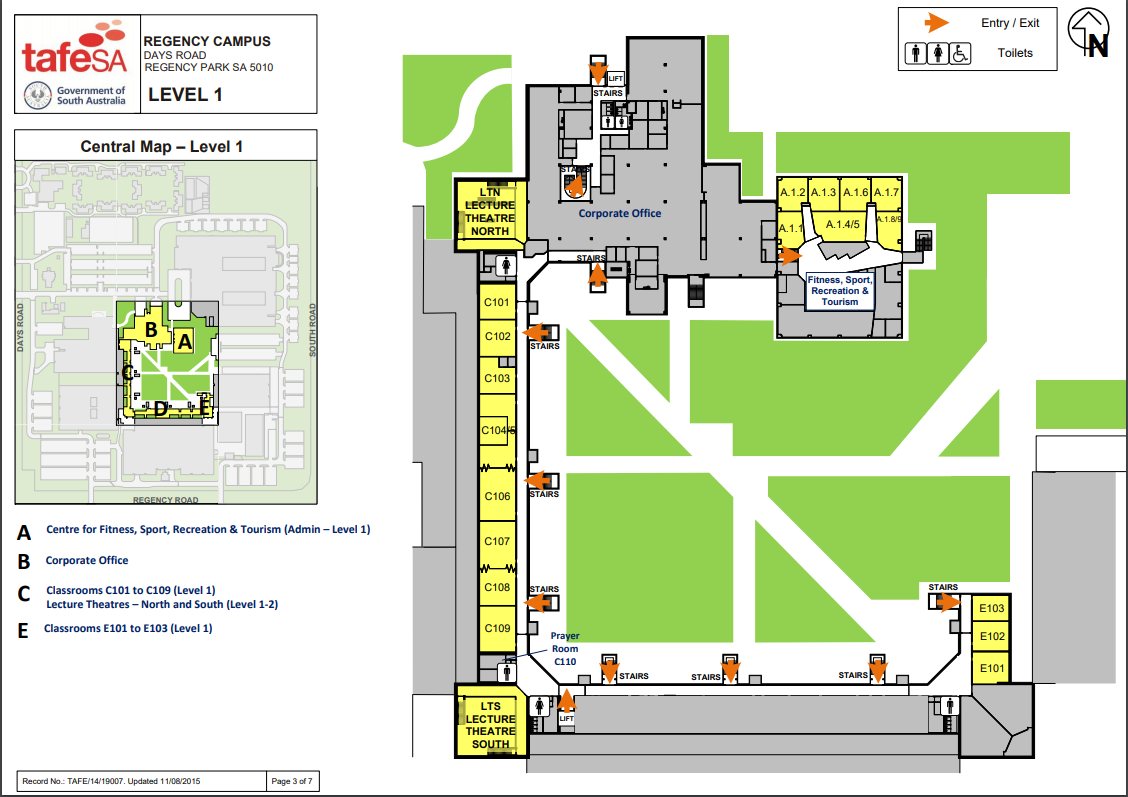 tafeSA
Government of
South Australia
REGENCY CAMPUS
DAYS ROAD
REGENCY PARK SA 5010
LEVEL 1
Central Map – Level 1
B
A
C
D
E
DAYS ROAD
SOUTH ROAD
REGENCY ROAD
A Centre for Fitness, Sport, Recreation & Tourism (Admin – Level 1)
B Corporate Office
C Classrooms C101 to C109 (Level 1)
Lecture Theatres – North and South (Level 1-2)
E Classrooms E101 to E103 (Level 1)
Record No.: TAFE/14/19007. Updated 11/08/2015
Page 3 of 7
Entry / Exit
Toilets
N
LIFT
STAIRS
STAIRS
LTN
LECTURE
THEATRE
NORTH
Corporate Office
STAIRS
A.1.2
A.1.3
A.1.6
A.1.7
A.1.1
A.1.4/5
A.1.8/9
Fitness, Sport,
Recreation &
Tourism
C101
C102
STAIRS
C103
C104/5
C106
STAIRS
C107
C108
STAIRS
C109
Prayer
Room
C110
STAIRS
E103
E102
E101
STAIRS
STAIRS
STAIRS
LTS
LECTURE
THEATRE
SOUTH
LIFT